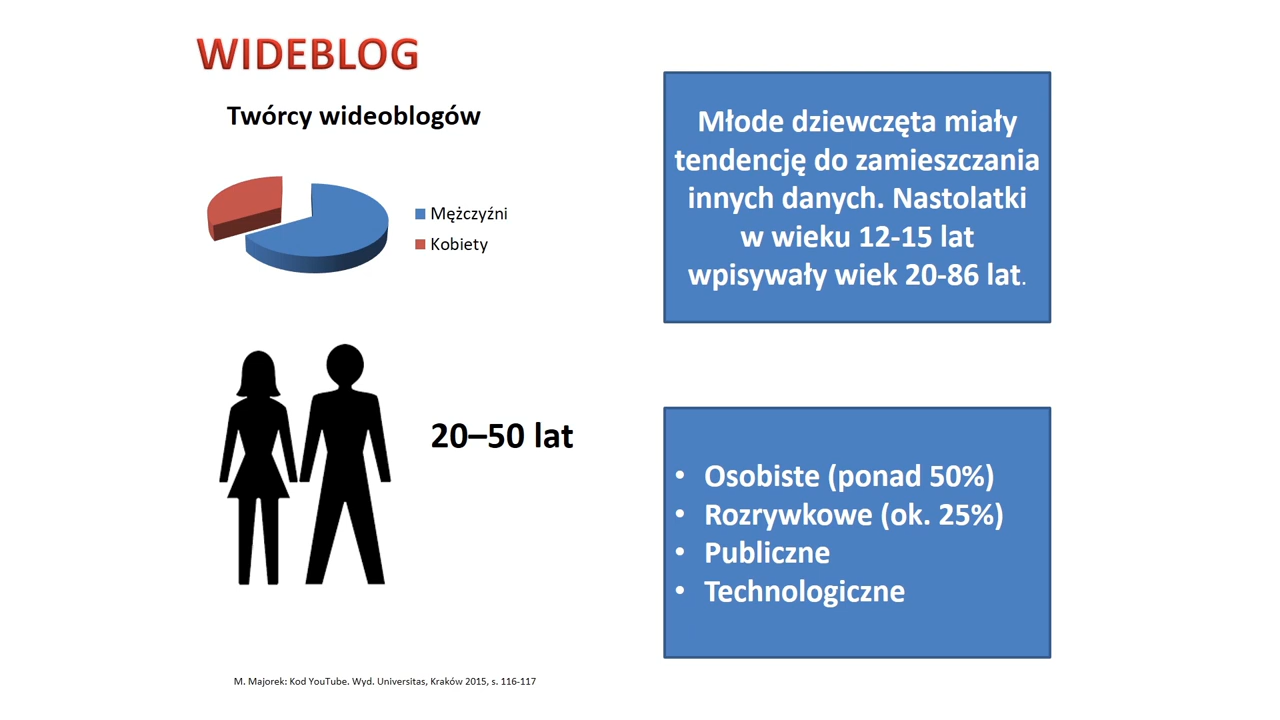 WIDEBLOG
Twórcy wideoblogów
Mężczyźni
Kobiety
20–50 lat
M. Majorek: Kod YouTube. Wyd. Universitas, Kraków 2015, s. 116-117
Młode dziewczęta miały
tendencję do zamieszczania
innych danych. Nastolatki
w wieku 12-15 lat
wpisywały wiek 20-86 lat.
• Osobiste (ponad 50%)
• Rozrywkowe (ok. 25%)
• Publiczne
• Technologiczne